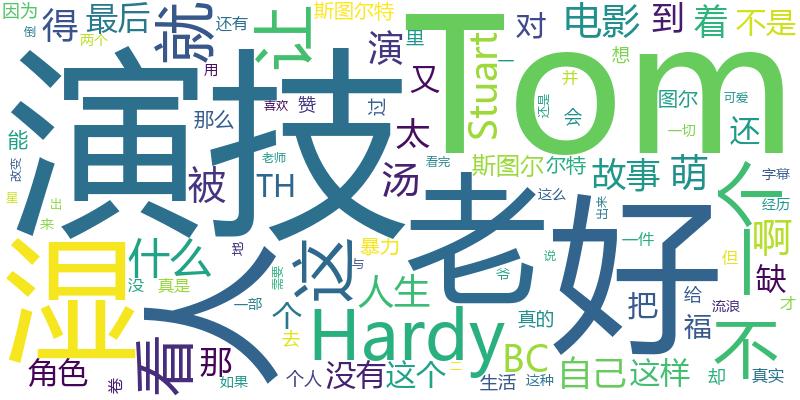 因为
最后
得
就
让
还有
斯图尔特
里
演
又
太
对
电影
到
着
不是
倒
两个
用
想
并
一
Tom
Stuart
演技
喜欢
赞
过
那么
能
改变
老师
被
TH
汤
看完
斯图尔
尔特
还是
会
图尔
可爱
一切
还
故事
萌
个
啊
字幕
经历
星
出
来
老
好
这么
出来
湿
什么
人
这
与
需要
暴力
爷
说
一件
但
缺
没
真是
看
一部
个
去
人生
Hardy
真的
把
给
福
流浪
不
才
角色
卷
那
如果
个人
没有
这个
生活
BC
这种
自己
这样
却
真实